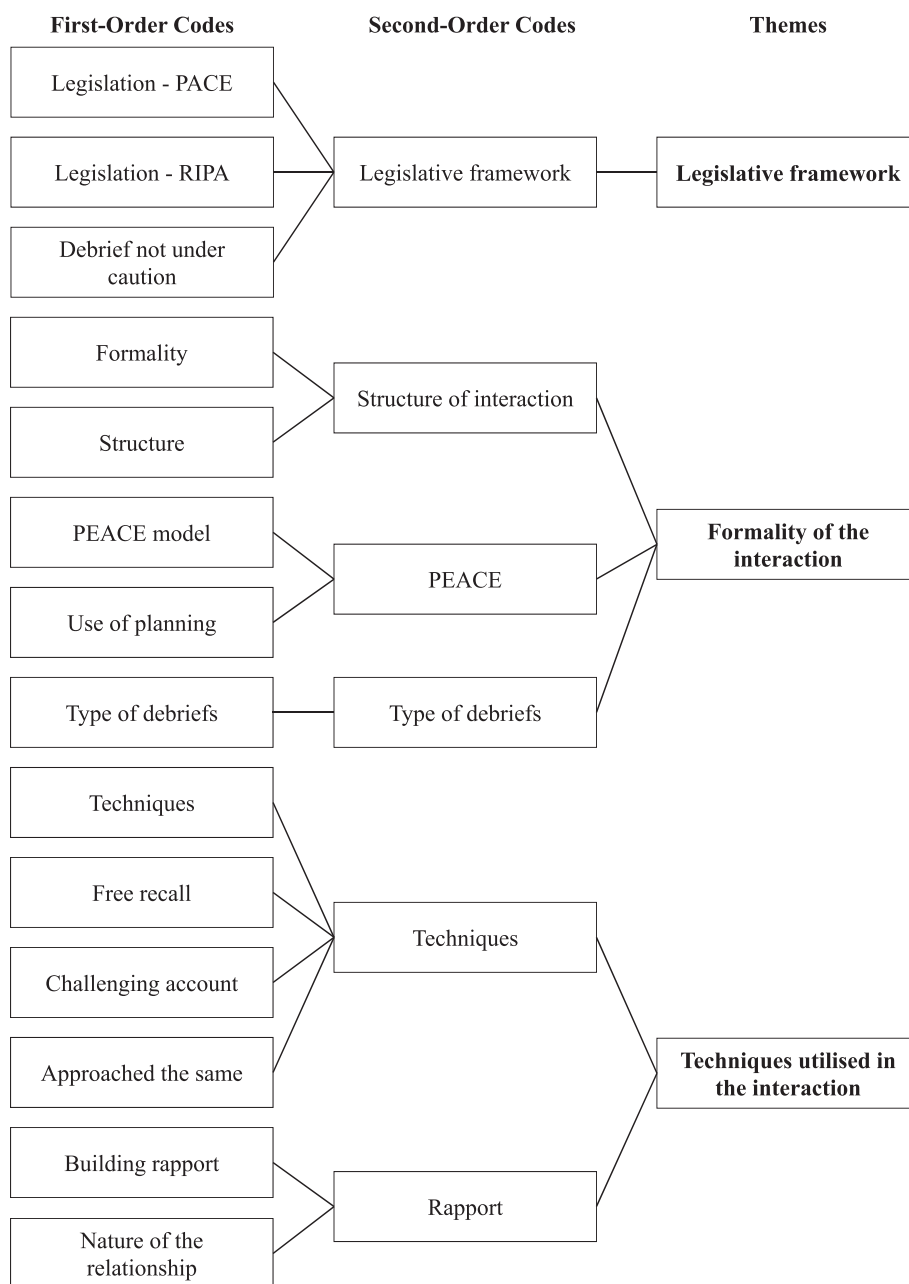 First-Order Codes Second-Order Codes Themes
Legislation - PACE
Legislation - RIPA Legislative framework Legislative framework
Debrief not under
caution
Formality
Structure of interaction
Structure
PEACE model
Formality of the
interaction
PEACE
Use of planning
Type of debriefs Type of debriefs
Techniques
Free recall
Techniques
Challenging account
Approached the same
Techniques utilised in
the interaction
Building rapport
Rapport
Nature of the
relationship